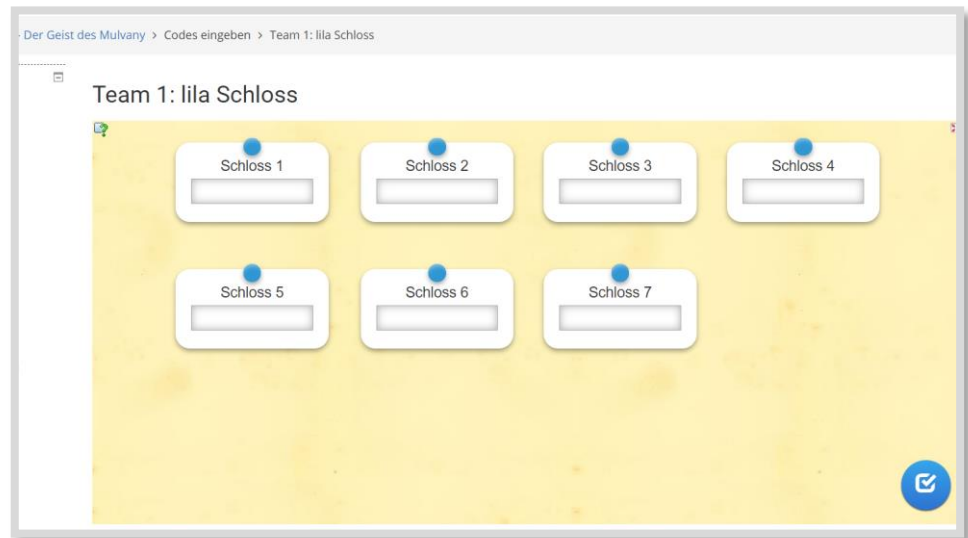 Der Geist des Mulvany > Codes eingeben > Team 1: lila Schloss
Team 1: lila Schloss
Schloss 1 Schloss 2 Schloss 3 Schloss 4
Schloss 5 Schloss 6 Schloss 7